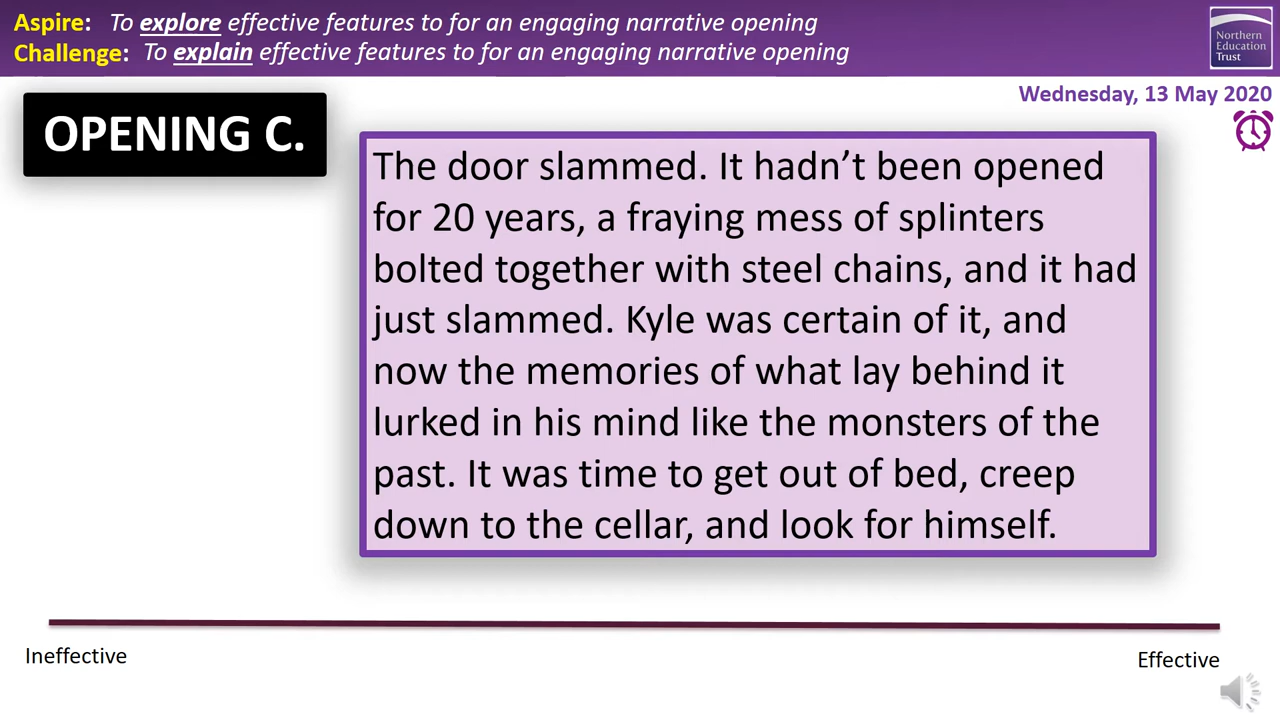 Aspire: To explore effective features to for an engaging narrative opening
Challenge: To explain effective features to for an engaging narrative opening
Northern
Education
Trust
Wednesday, 13 May 2020
OPENING C.
The door slammed. It hadn’t been opened
for 20 years, a fraying mess of splinters
bolted together with steel chains, and it had
just slammed. Kyle was certain of it, and
now the memories of what lay behind it
lurked in his mind like the monsters of the
past. It was time to get out of bed, creep
down to the cellar, and look for himself.
Ineffective
Effective